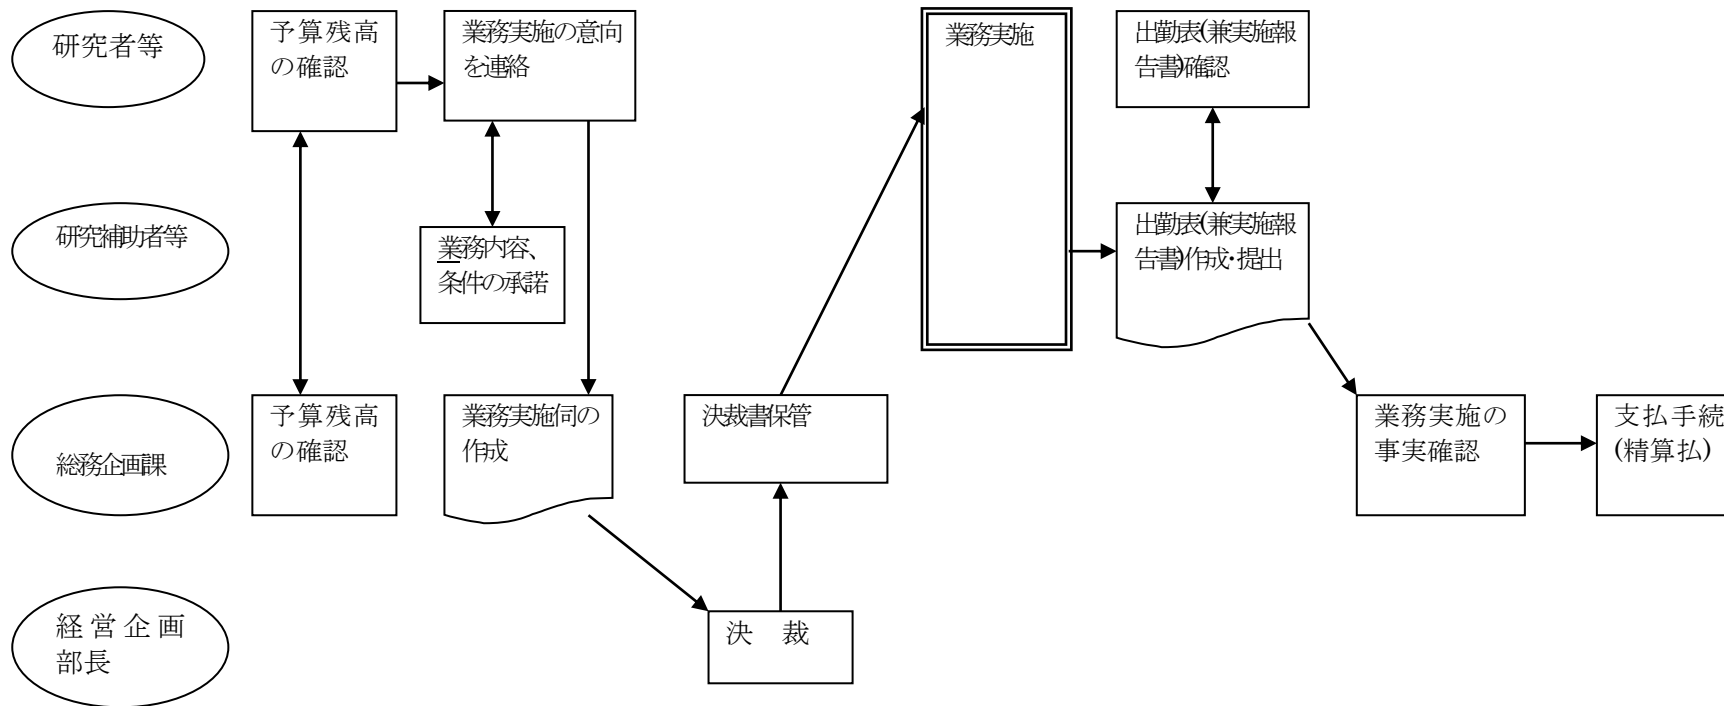 研究者等
予算残高
の確認
業務実施の意向
を連絡
業務実施
出勤表(兼実施報
告書)確認
研究補助者等
業務内容、
条件の承諾
出勤表(兼実施報
告書)作成・提出
総務企画課
予算残高
の確認
業務実施伺の
作成
決裁書保管
業務実施の
事実確認
支払手続
(精算払)
経営企画
部長
決 裁